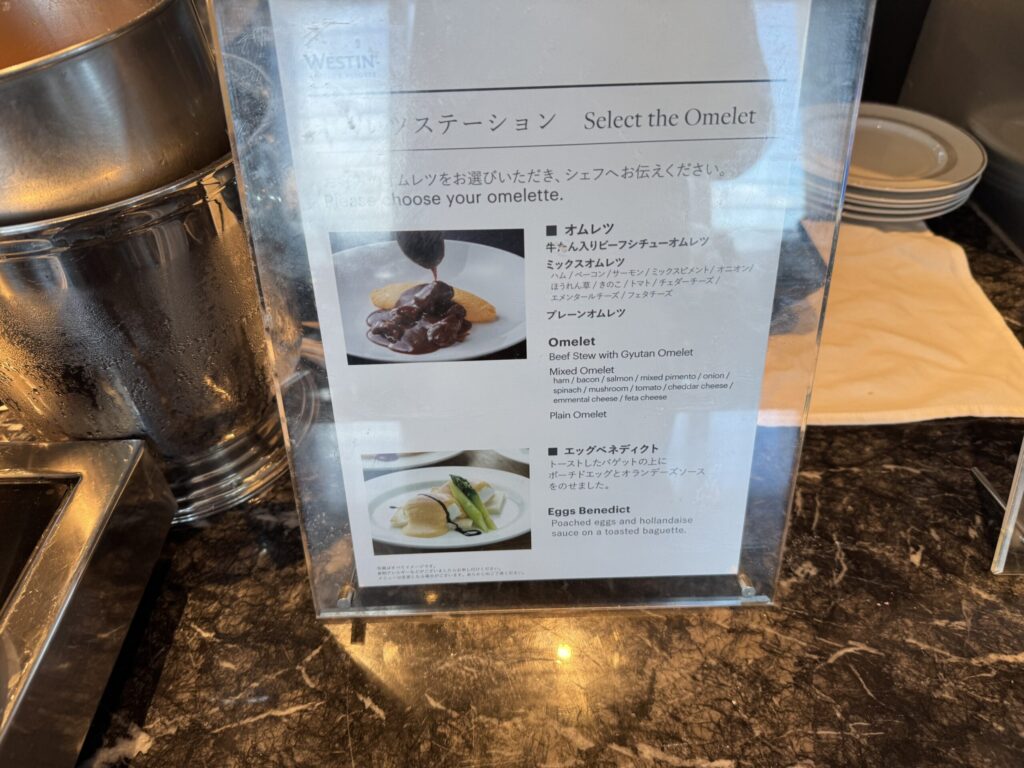 WESTIN
ステーション Select the Omelet
ムレツをお選びいただき、シェフへお伝えください。
Please choose your omelette.
■ オムレツ
牛たん入りビーフシチューオムレツ
ミックスオムレツ
ハム / ベーコン / サーモン / ミックスピメント / オニオン /
ほうれん草 / きのこ / トマト / チェダーチーズ /
エメンタールチーズ / フェタチーズ
プレーンオムレツ
Omelet
Beef Stew with Gyutan Omelet
Mixed Omelet
ham / bacon / salmon / mixed pimento / onion /
spinach / mushroom / tomato / cheddar cheese /
emmental cheese / feta cheese
Plain Omelet
■ エッグベネディクト
トーストしたバゲットの上に
ポーチドエッグとオランデーズソース
をのせました。
Eggs Benedict
Poached eggs and hollandaise
sauce on a toasted baguette.